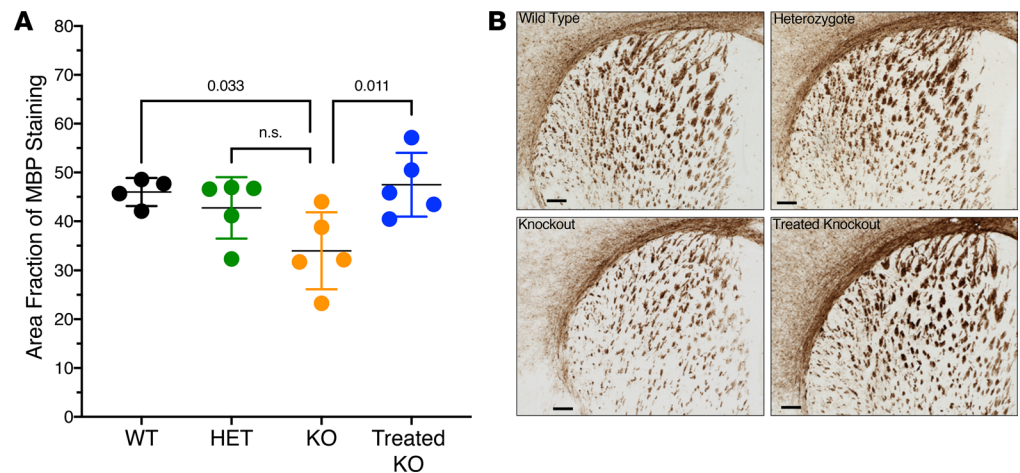 A
Area Fraction of MBP Staining
80
70
60
50
40
30
20
10
0
0.033
0.011
n.s.
WT
HET
KO
Treated
KO
B
Wild Type
Heterozygote
Knockout
Treated Knockout